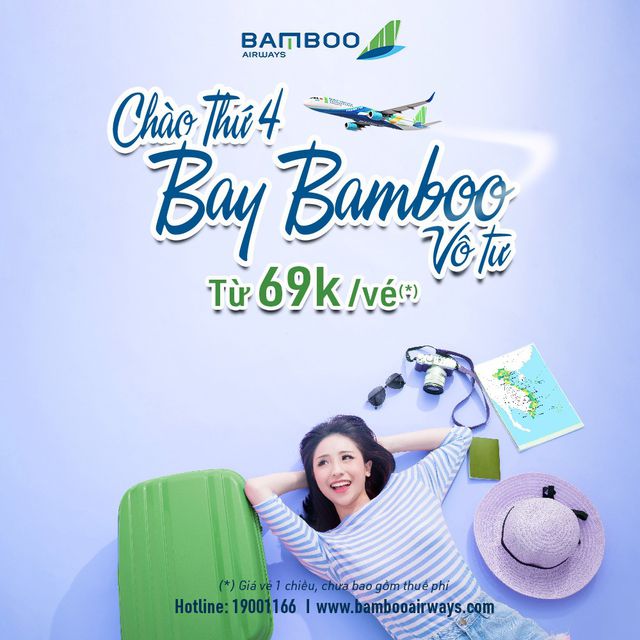 BAMBOO
AIRWAYS
Chào Thứ 4
Bay Bamboo
Vô tư
Từ 69k/vé(*)
(*) Giá vé 1 chiều, chưa bao gồm thuế phí
Hotline: 19001166 I www.bambooairways.com